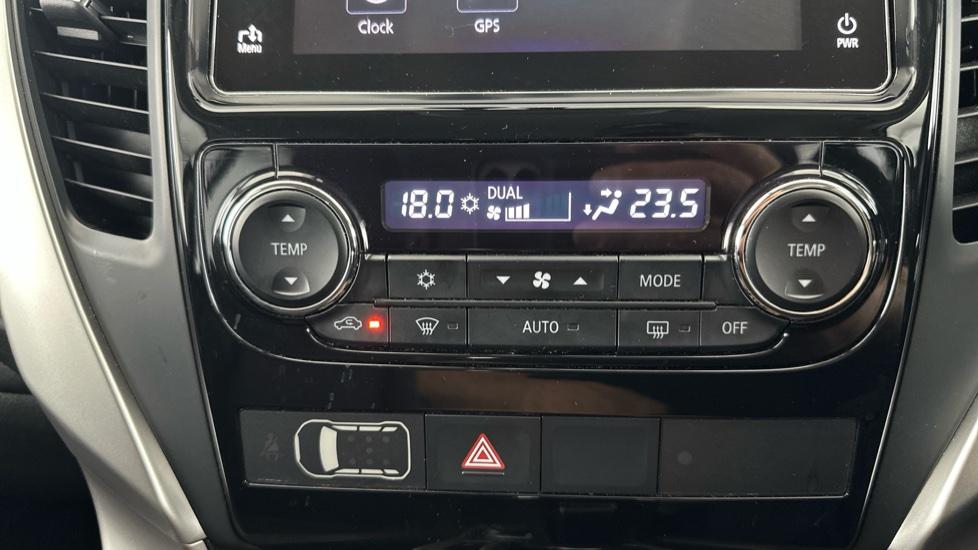 Clock GPS
Menu PWR
18.0 DUAL 23.5
TEMP TEMP
MODE
AUTO OFF